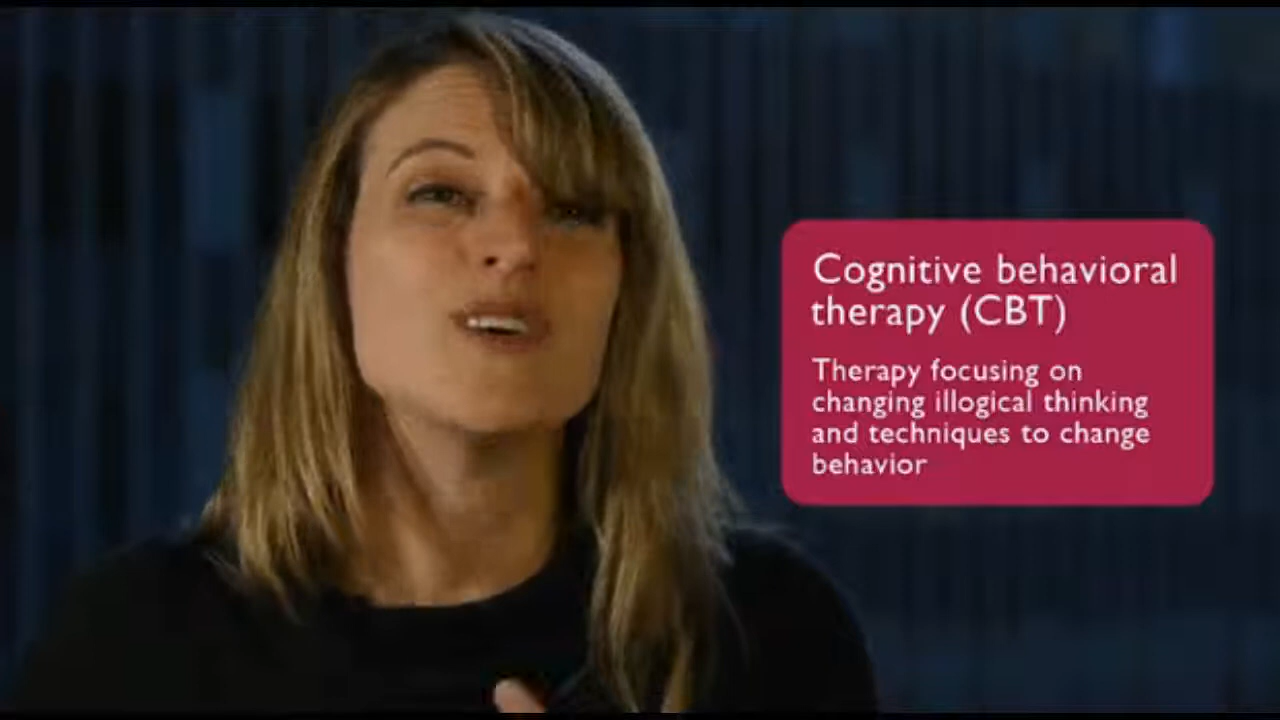 Cognitive behavioral
therapy (CBT)
Therapy focusing on
changing illogical thinking
and techniques to change
behavior